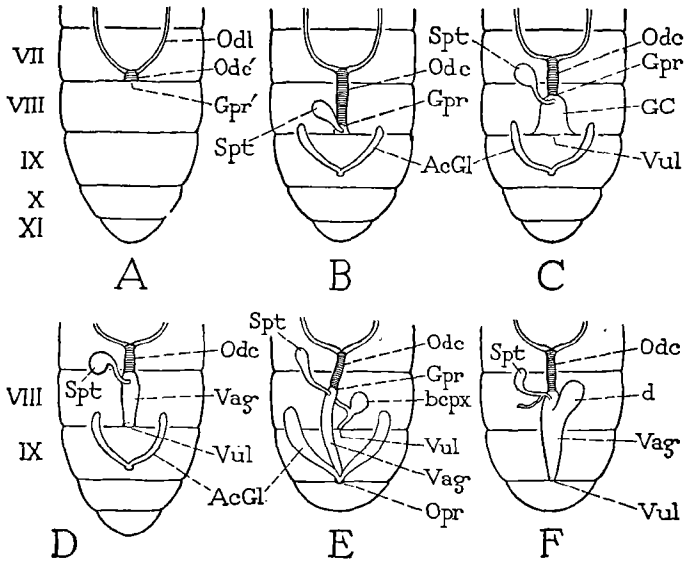 VII
VIII
IX
X
XI
Odl
Odc′
Gpr′
A
Odc
Gpr
Spt
AcGl
B
Spt
Odc
Gpr
GC
Vul
C
VIII
IX
Spt
Odc
Vag
Vul
AcGl
D
Spt
Odc
Gpr
bcpx
Vul
Vag
Opr
E
Spt
Odc
d
Vag
Vul
F